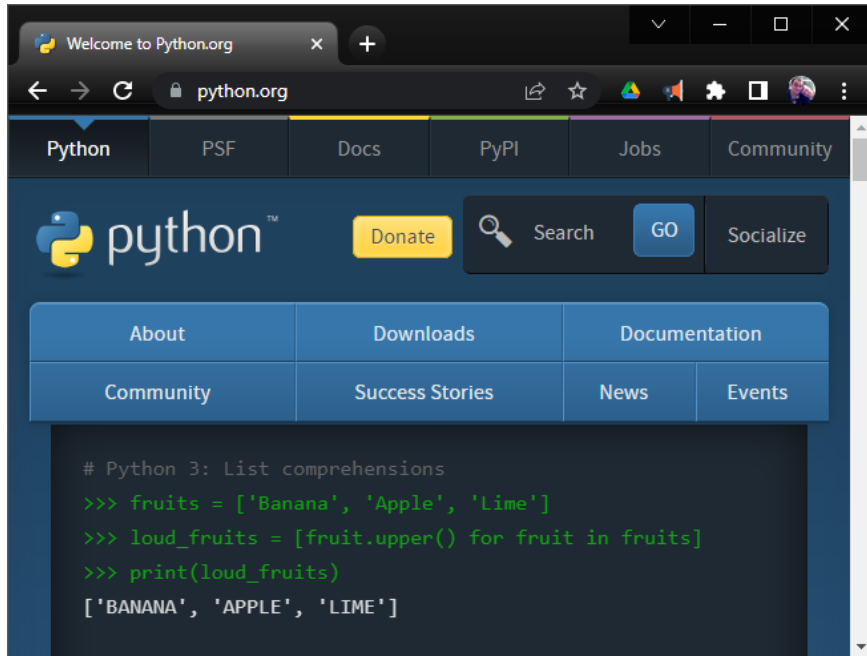 Welcome to Python.org
python.org
Python PSF Docs PyPI Jobs Community
python™ Donate Search GO Socialize
About Downloads Documentation
Community Success Stories News Events
# Python 3: List comprehensions
>>> fruits = ['Banana', 'Apple', 'Lime']
>>> loud_fruits = [fruit.upper() for fruit in fruits]
>>> print(loud_fruits)
['BANANA', 'APPLE', 'LIME']